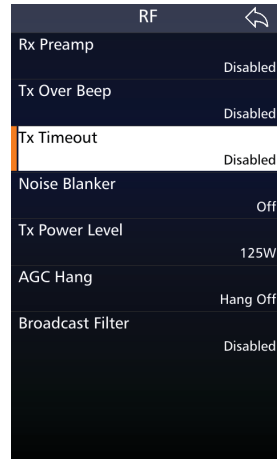 RF
Rx Preamp
Disabled
Tx Over Beep
Disabled
Tx Timeout
Disabled
Noise Blanker
Off
Tx Power Level
125W
AGC Hang
Hang Off
Broadcast Filter
Disabled